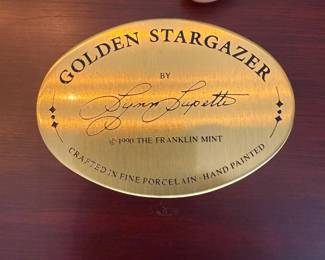 GOLDEN STARGAZER
BY
Lynn Lupetti
© 1990 THE FRANKLIN MINT
CRAFTED IN FINE PORCELAIN · HAND PAINTED